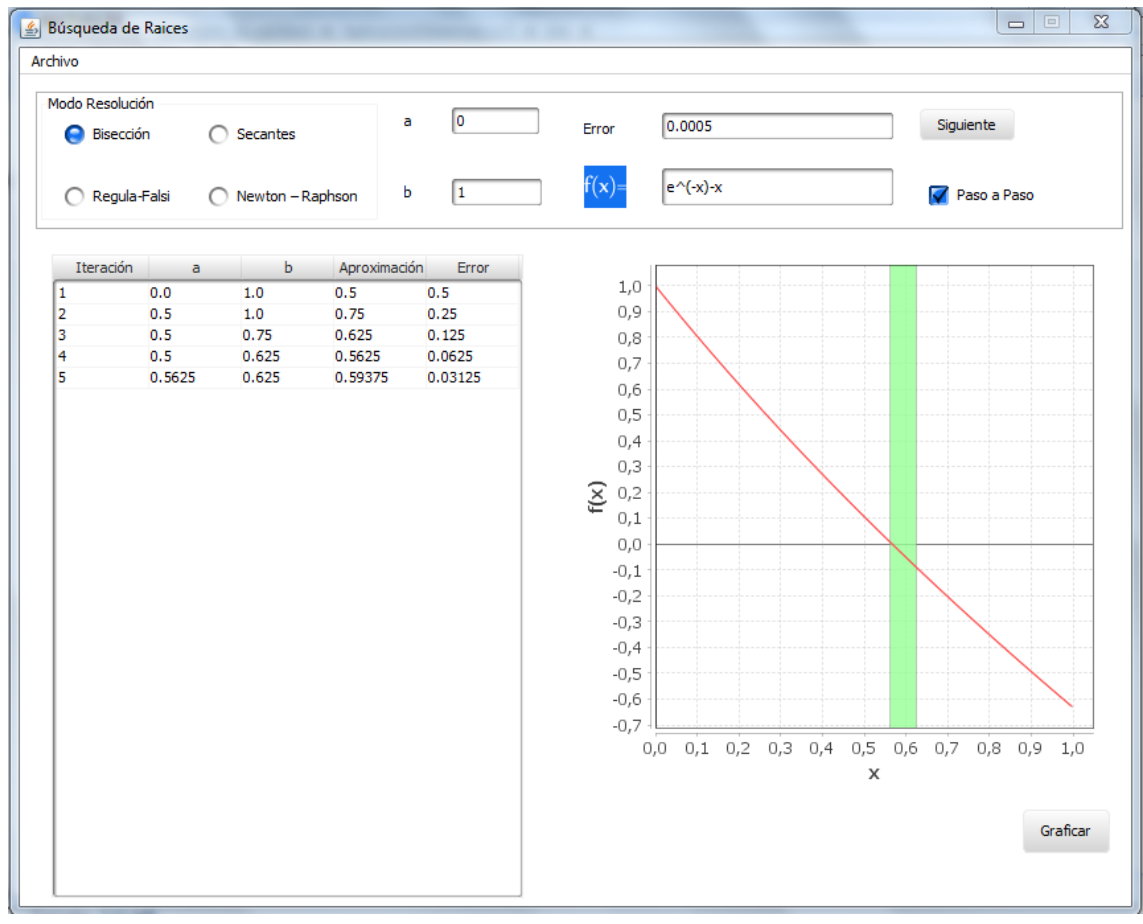 Búsqueda de Raices
Archivo
Modo Resolución
Bisección
Secantes
Regula-Falsi
Newton – Raphson
a
0
b
1
Error
0.0005
f(x)=
e^(-x)-x
Siguiente
Paso a Paso
Iteración a b Aproximación Error
1 0.0 1.0 0.5 0.5
2 0.5 1.0 0.75 0.25
3 0.5 0.75 0.625 0.125
4 0.5 0.625 0.5625 0.0625
5 0.5625 0.625 0.59375 0.03125
f(x)
1,0
0,9
0,8
0,7
0,6
0,5
0,4
0,3
0,2
0,1
0,0
-0,1
-0,2
-0,3
-0,4
-0,5
-0,6
-0,7
0,0 0,1 0,2 0,3 0,4 0,5 0,6 0,7 0,8 0,9 1,0
x
Graficar